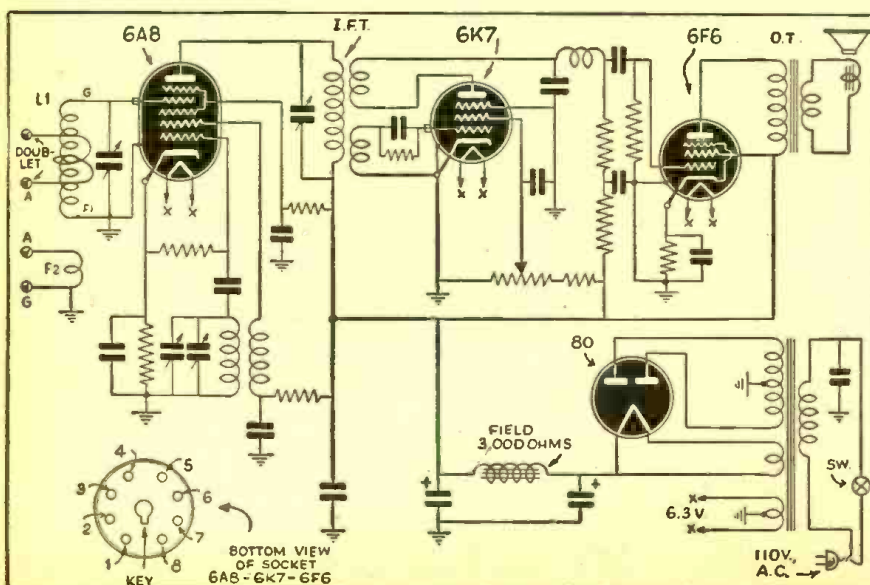 6A8
I.F.T.
6K7
6F6
O.T.
L1
G
DOUB-
LET
A
F1
A
F2
G
X X
X X
X X
80
FIELD
3,000 OHMS
+
+
X
6.3 V.
X
SW.
110V.,
A.C.
4
5
3
6
2
7
1
8
KEY
BOTTOM VIEW
OF SOCKET
6A8-6K7-6F6